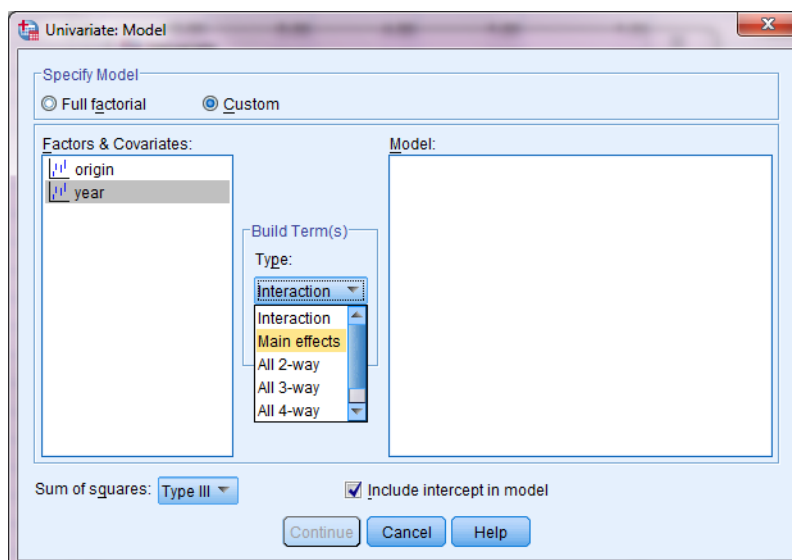 Univariate: Model
Specify Model
Full factorial
Custom
Factors & Covariates:
origin
year
Build Term(s)
Type:
Interaction
Interaction
Main effects
All 2-way
All 3-way
All 4-way
Model:
Sum of squares: Type III
Include intercept in model
Continue Cancel Help